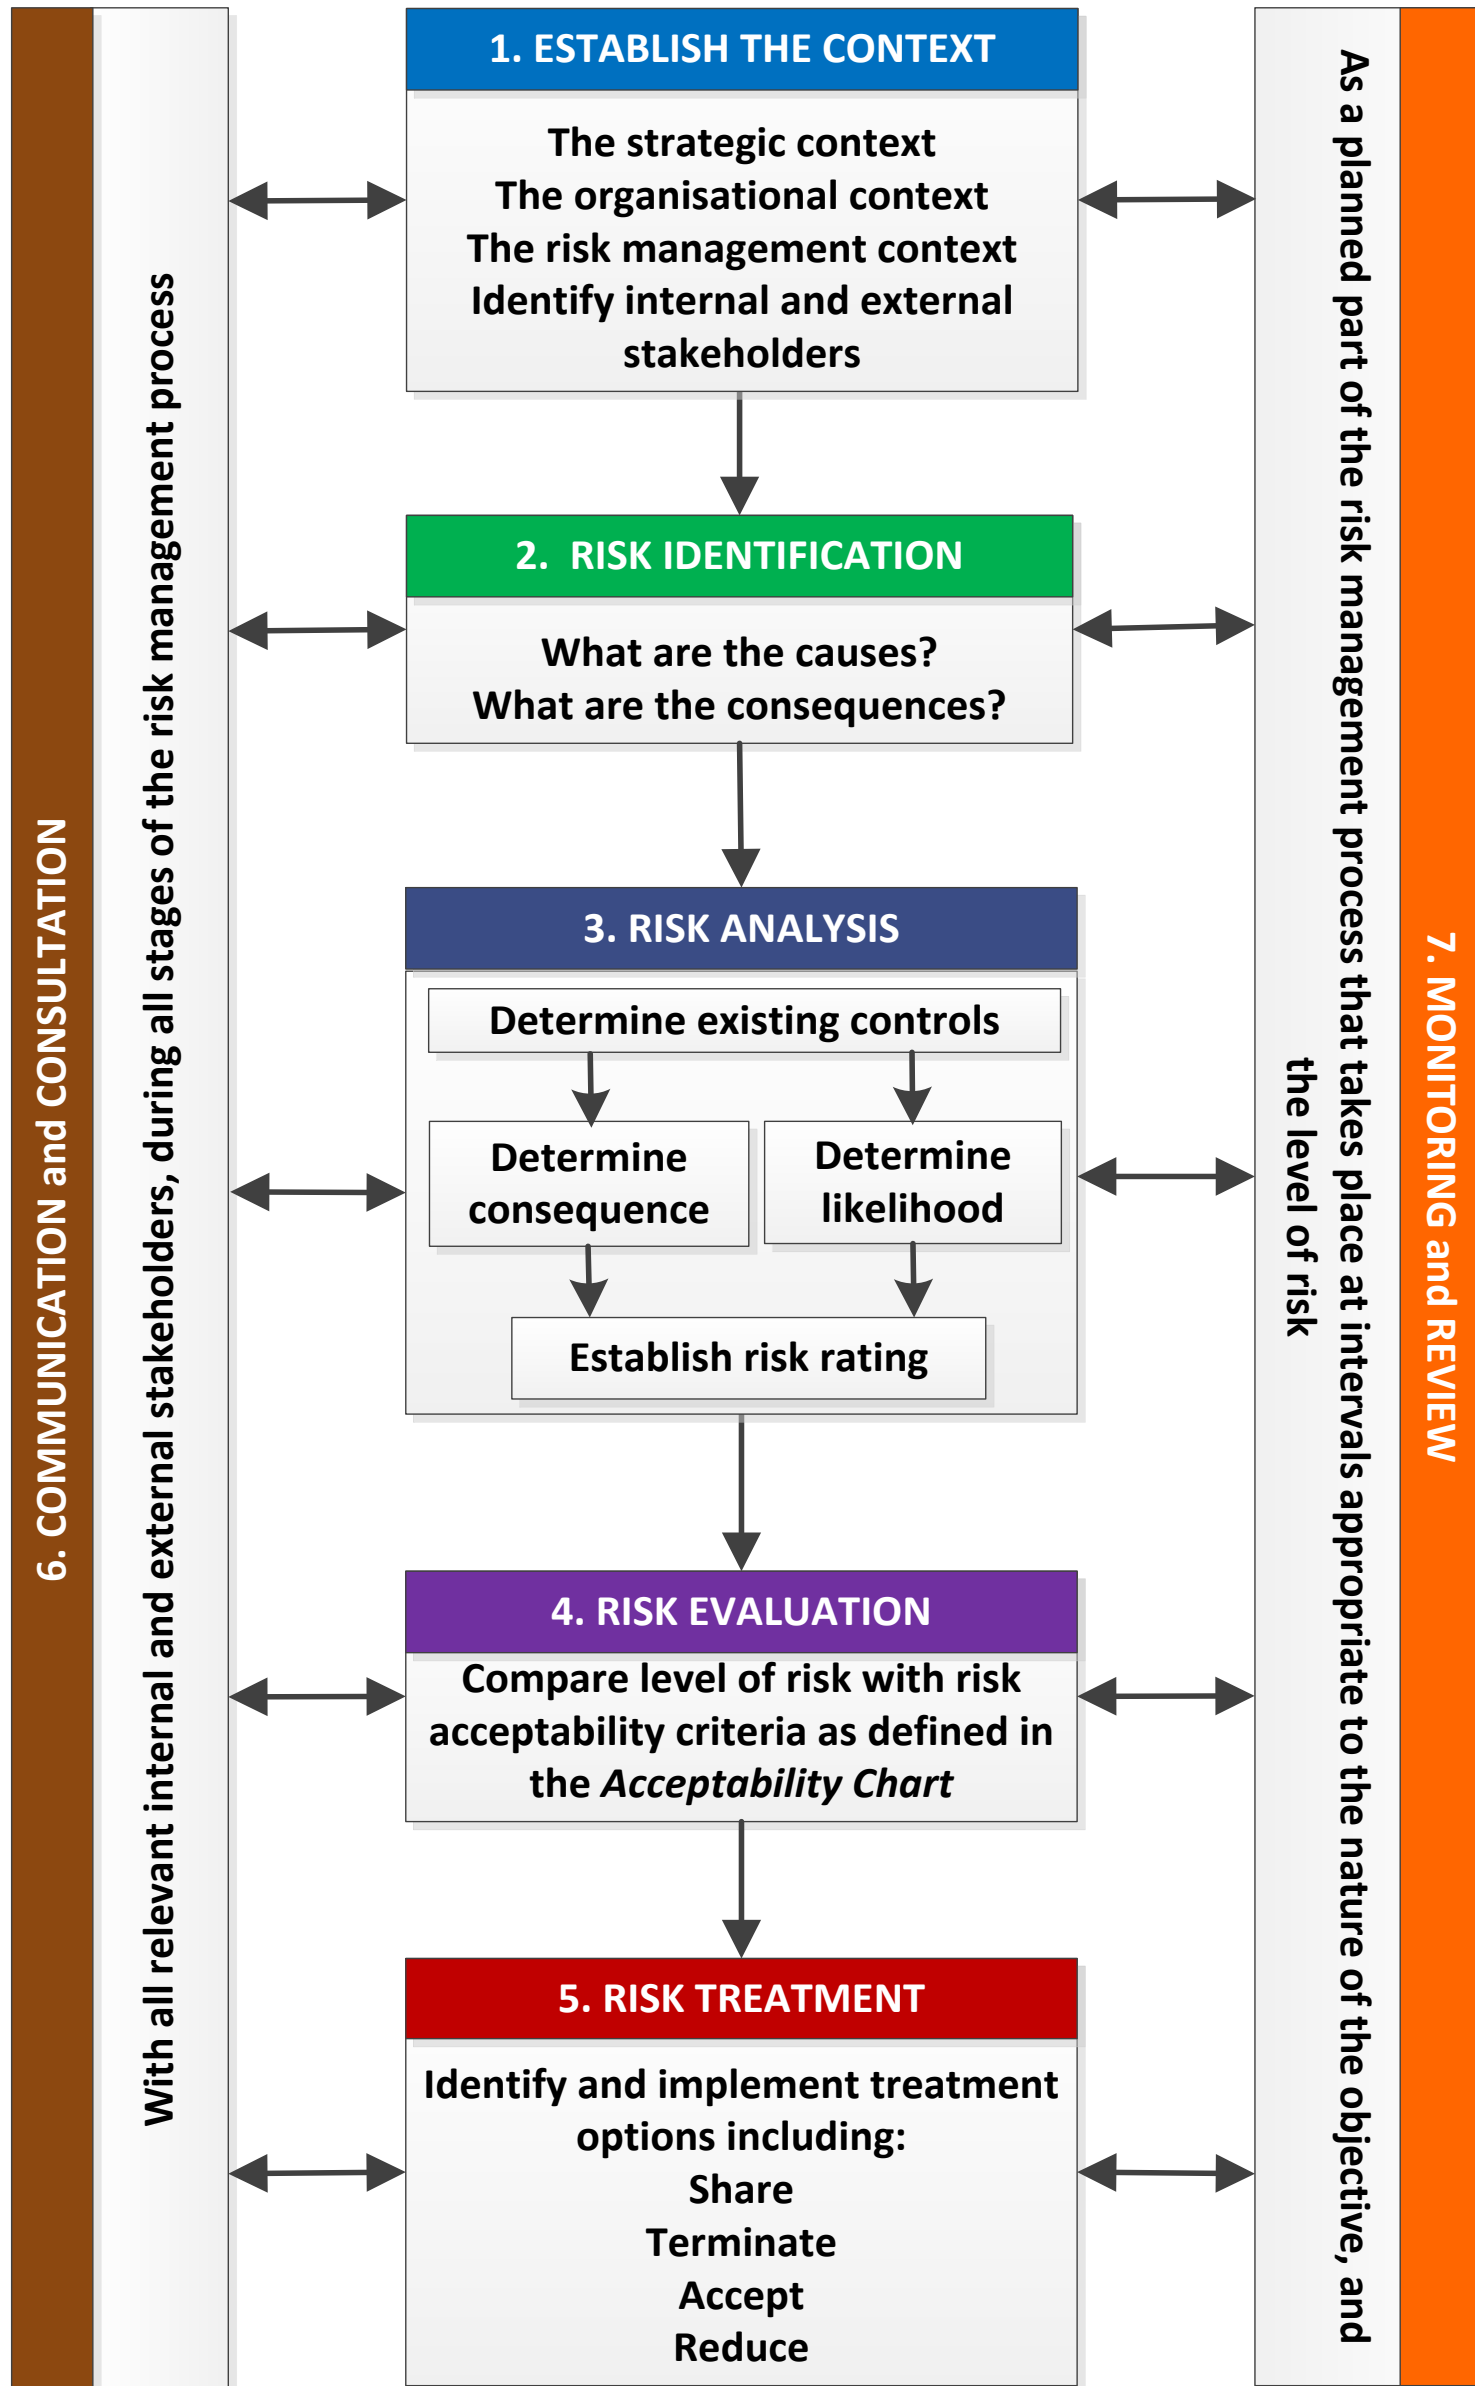 6. COMMUNICATION and CONSULTATION
With all relevant internal and external stakeholders, during all stages of the risk management process
1. ESTABLISH THE CONTEXT
The strategic context
The organisational context
The risk management context
Identify internal and external
stakeholders
2. RISK IDENTIFICATION
What are the causes?
What are the consequences?
3. RISK ANALYSIS
Determine existing controls
Determine
consequence
Determine
likelihood
Establish risk rating
4. RISK EVALUATION
Compare level of risk with risk
acceptability criteria as defined in
the Acceptability Chart
5. RISK TREATMENT
Identify and implement treatment
options including:
Share
Terminate
Accept
Reduce
As a planned part of the risk management process that takes place at intervals appropriate to the nature of the objective, and
the level of risk
7. MONITORING and REVIEW